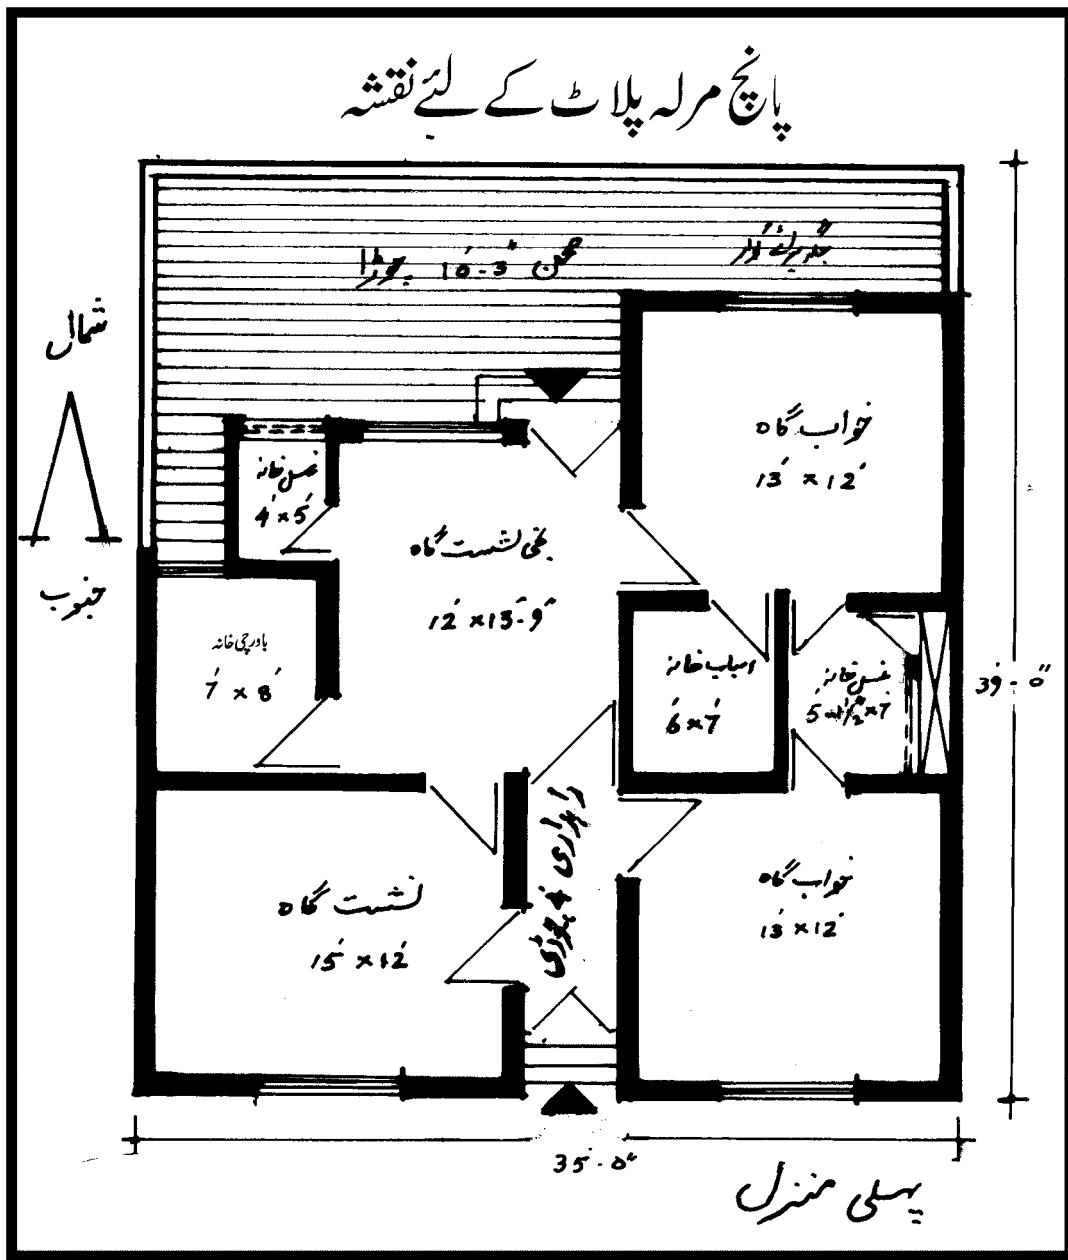 پانچ مرلہ پلاٹ کے لئے نقشہ
صحن 10'-3" چوڑا
شمال
جنوب
خواب گاہ
13' x 12'
غسل خانہ
4' x 5'
نشست گاہ
12' x 13'-9"
باورچی خانہ
7' x 8'
اسباب خانہ
6' x 7'
غسل خانہ
39'-0"
راہداری 4' چوڑی
نشست گاہ
15' x 12'
خواب گاہ
13' x 12'
35'-0"
پہلی منزل